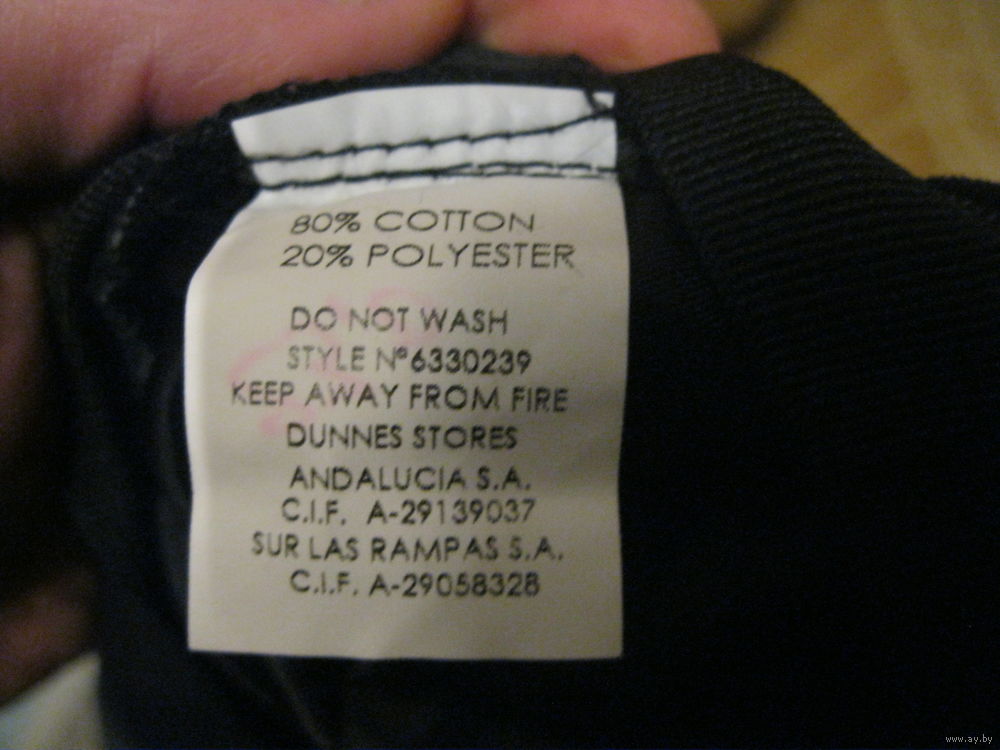 80% COTTON
20% POLYESTER
DO NOT WASH
STYLE Nº6330239
KEEP AWAY FROM FIRE
DUNNES STORES
ANDALUCIA S.A.
C.I.F. A-29139037
SUR LAS RAMPAS S.A.
C.I.F. A-29058328
www.ay.by